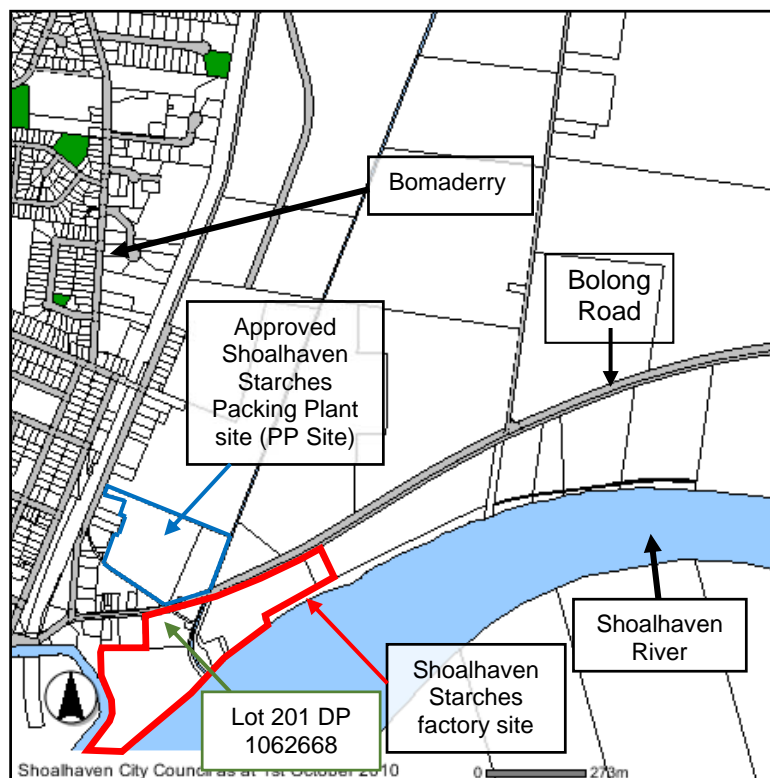 Bomaderry
Bolong
Road
Approved
Shoalhaven
Starches
Packing Plant
site (PP Site)
Shoalhaven
River
Shoalhaven
Starches
factory site
Lot 201 DP
1062668
Shoalhaven City Council as at 1st October 2010
0 273m